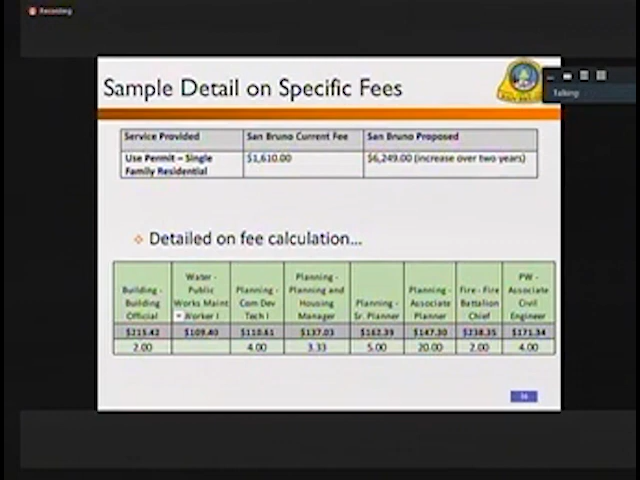 Recording
Sample Detail on Specific Fees
SAN BRUNO
Talking:
Service Provided San Bruno Current Fee San Bruno Proposed
Use Permit – Single Family Residential $1,610.00 $6,249.00 (increase over two years)
Detailed on fee calculation...
Building - Building Official Water - Public Works Maint Worker I Planning - Com Dev Tech I Planning - Planning and Housing Manager Planning - Sr. Planner Planning - Associate Planner Fire - Fire Battalion Chief PW - Associate Civil Engineer
$215.42 $109.40 $110.61 $137.03 $162.39 $147.30 $238.35 $171.34
2.00 4.00 3.33 5.00 20.00 2.00 4.00